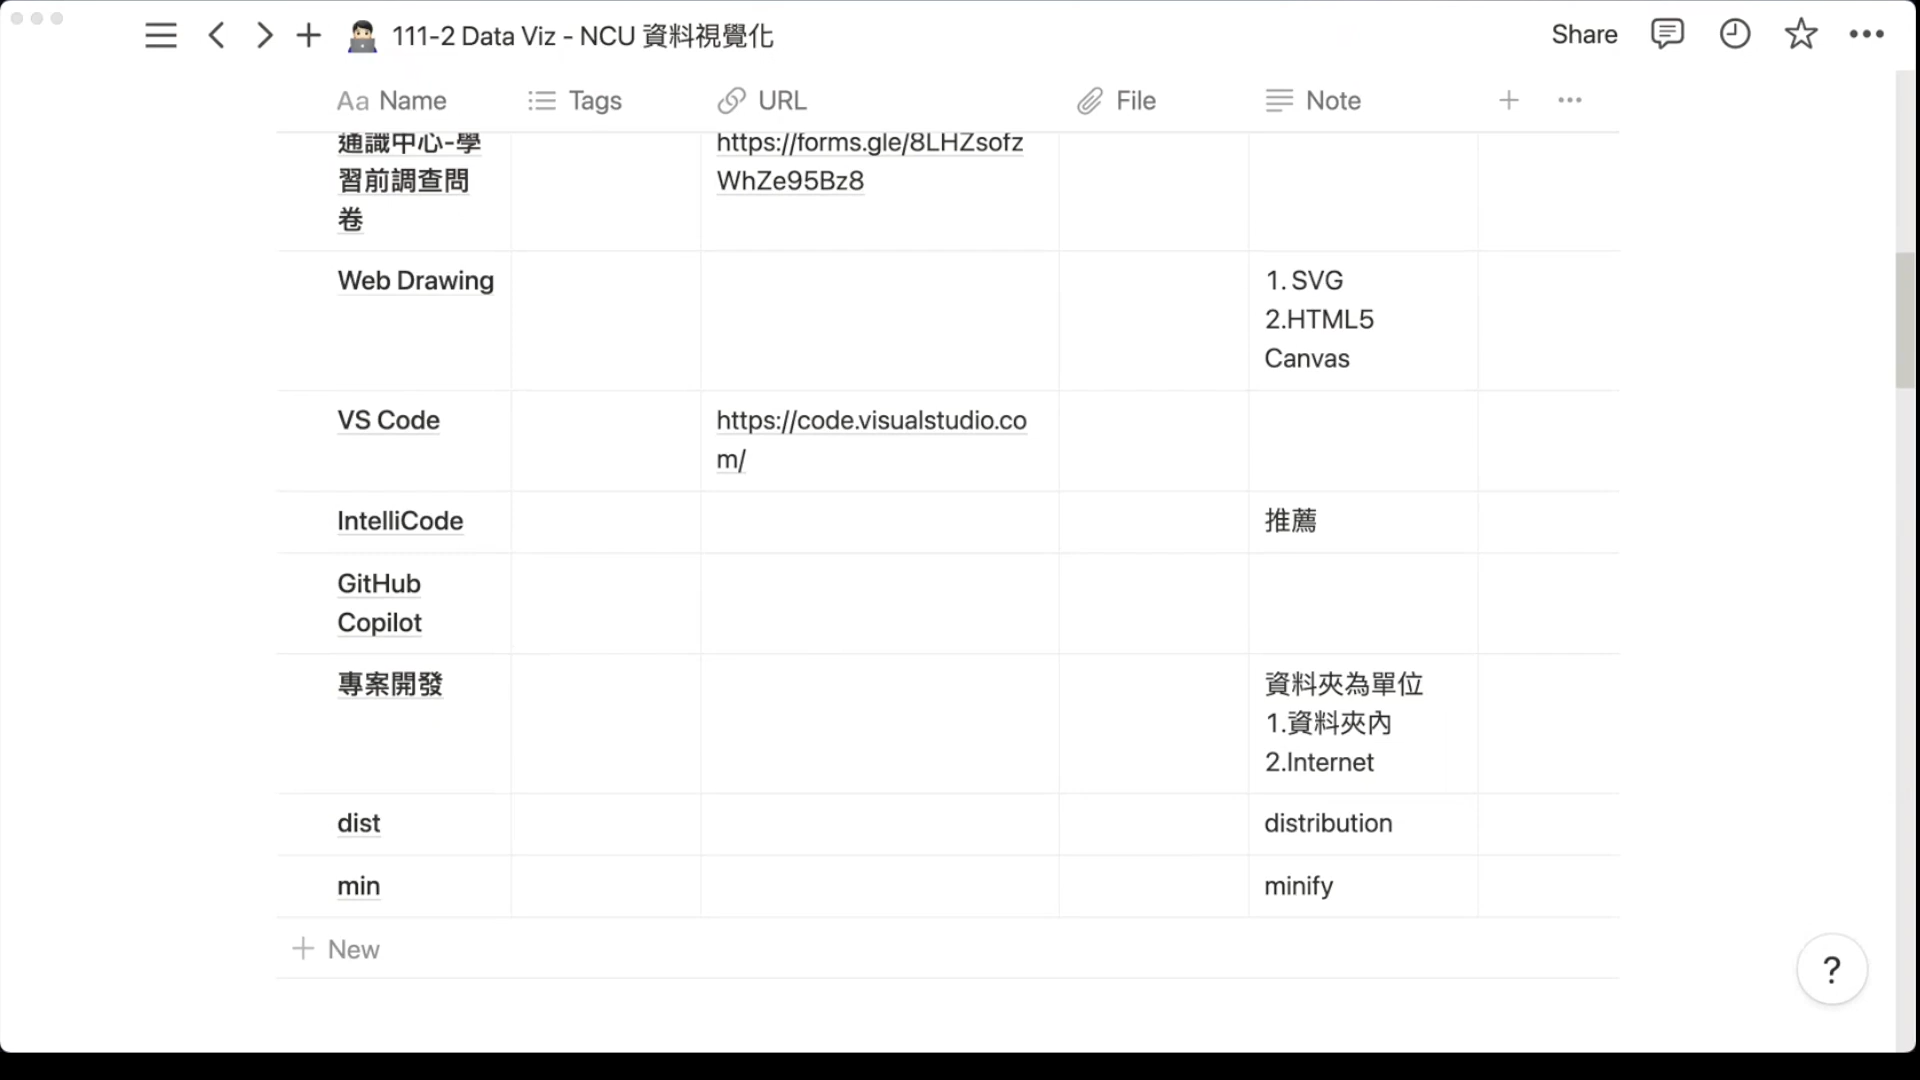 111-2 Data Viz - NCU 資料視覺化
Share
Aa Name
Tags
URL
File
Note
通識中心-學
習前調查問
卷
https://forms.gle/8LHZsofz
WhZe95Bz8
Web Drawing
1. SVG
2.HTML5
Canvas
VS Code
https://code.visualstudio.co
m/
IntelliCode
推薦
GitHub
Copilot
專案開發
資料夾為單位
1.資料夾內
2.Internet
dist
distribution
min
minify
New
?